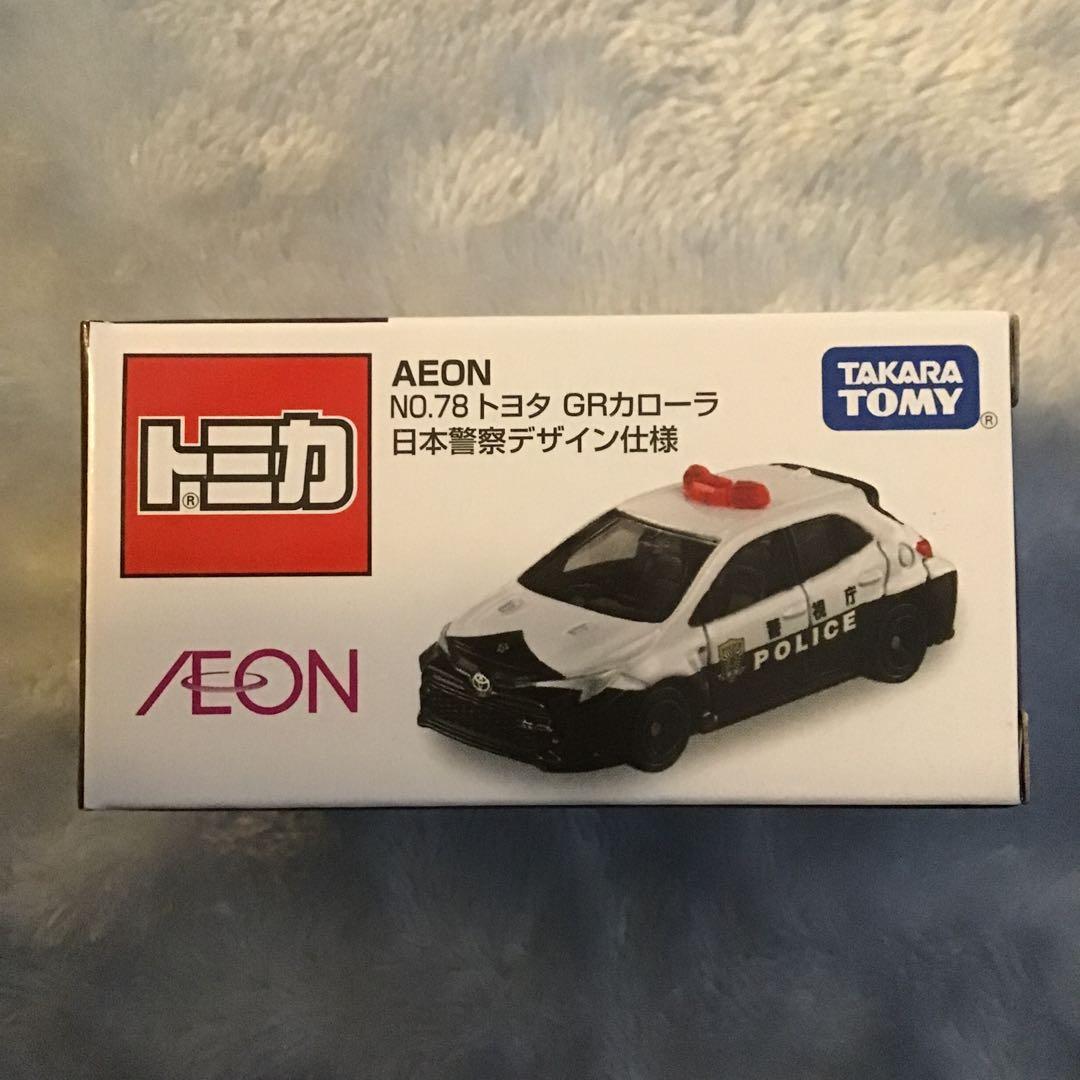 トミカ
®
AEON
NO.78 トヨタ GRカローラ
日本警察デザイン仕様
TAKARA
TOMY
®
AEON
警視庁
POLICE